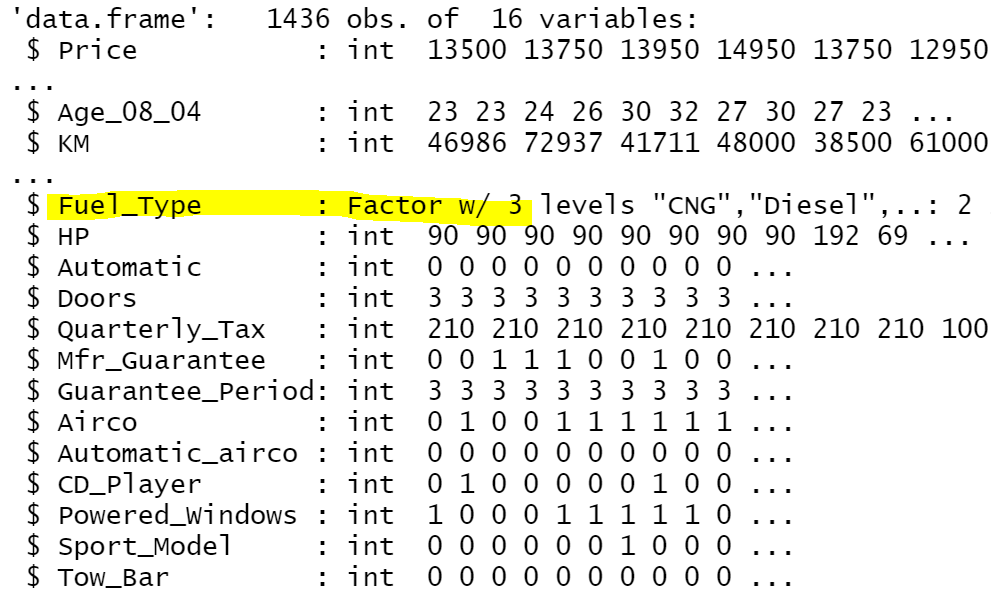 'data.frame':   1436 obs. of  16 variables:
 $ Price           : int  13500 13750 13950 14950 13750 12950
...
 $ Age_08_04       : int  23 23 24 26 30 32 27 30 27 23 ...
 $ KM              : int  46986 72937 41711 48000 38500 61000
...
 $ Fuel_Type       : Factor w/ 3 levels "CNG","Diesel",..: 2
 $ HP              : int  90 90 90 90 90 90 90 90 192 69 ...
 $ Automatic       : int  0 0 0 0 0 0 0 0 0 0 ...
 $ Doors           : int  3 3 3 3 3 3 3 3 3 3 ...
 $ Quarterly_Tax   : int  210 210 210 210 210 210 210 210 100
 $ Mfr_Guarantee   : int  0 0 1 1 1 0 0 1 0 0 ...
 $ Guarantee_Period: int  3 3 3 3 3 3 3 3 3 3 ...
 $ Airco           : int  0 1 0 0 1 1 1 1 1 1 ...
 $ Automatic_airco : int  0 0 0 0 0 0 0 0 0 0 ...
 $ CD_Player       : int  0 1 0 0 0 0 0 1 0 0 ...
 $ Powered_Windows : int  1 0 0 0 1 1 1 1 1 0 ...
 $ Sport_Model     : int  0 0 0 0 0 0 1 0 0 0 ...
 $ Tow_Bar         : int  0 0 0 0 0 0 0 0 0 0 ...